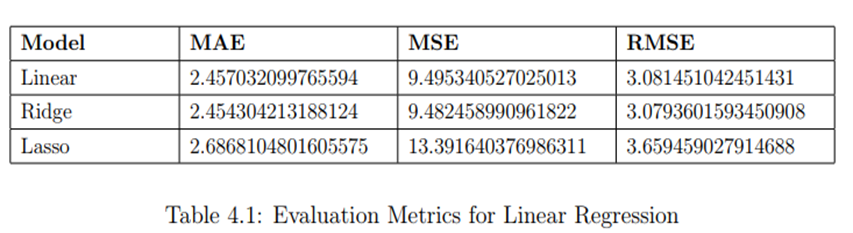 Model MAE MSE RMSE
Linear 2.457032099765594 9.495340527025013 3.081451042451431
Ridge 2.454304213188124 9.482458990961822 3.0793601593450908
Lasso 2.6868104801605575 13.391640376986311 3.659459027914688
Table 4.1: Evaluation Metrics for Linear Regression